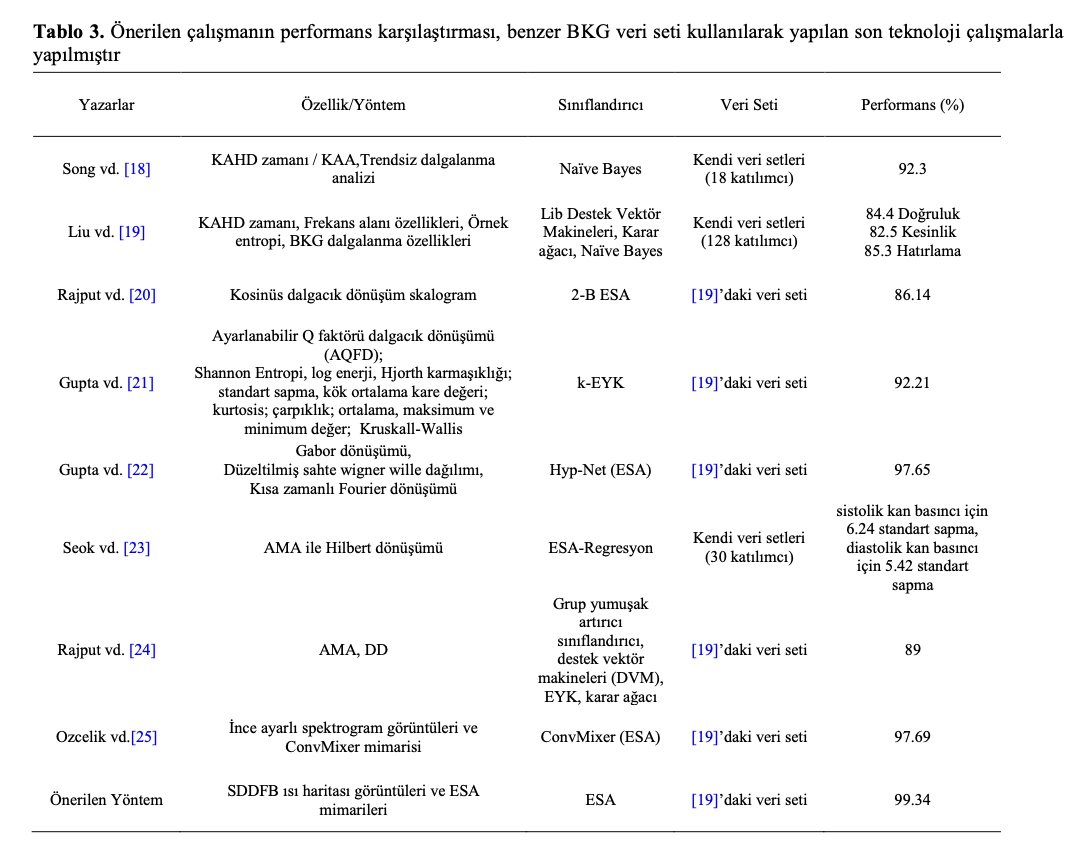 Tablo 3. Önerilen çalışmanın performans karşılaştırması, benzer BKG veri seti kullanılarak yapılan son teknoloji çalışmalarla
yapılmıştır
Yazarlar
Özellik/Yöntem
Sınıflandırıcı
Veri Seti
Performans (%)
Song vd. [18]
KAHD zamanı / KAA,Trendsiz dalgalanma
analizi
Naïve Bayes
Kendi veri setleri
(18 katılımcı)
92.3
Liu vd. [19]
KAHD zamanı, Frekans alanı özellikleri, Örnek
entropi, BKG dalgalanma özellikleri
Lib Destek Vektör
Makineleri, Karar
ağacı, Naïve Bayes
Kendi veri setleri
(128 katılımcı)
84.4 Doğruluk
82.5 Kesinlik
85.3 Hatırlama
Rajput vd. [20]
Kosinüs dalgacık dönüşüm skalogram
2-B ESA
[19]’daki veri seti
86.14
Gupta vd. [21]
Ayarlanabilir Q faktörü dalgacık dönüşümü
(AQFD);
Shannon Entropi, log enerji, Hjorth karmaşıklığı;
standart sapma, kök ortalama kare değeri;
kurtosis; çarpıklık; ortalama, maksimum ve
minimum değer; Kruskall-Wallis
k-EYK
[19]’daki veri seti
92.21
Gupta vd. [22]
Gabor dönüşümü,
Düzeltilmiş sahte wigner wille dağılımı,
Kısa zamanlı Fourier dönüşümü
Hyp-Net (ESA)
[19]’daki veri seti
97.65
Seok vd. [23]
AMA ile Hilbert dönüşümü
ESA-Regresyon
Kendi veri setleri
(30 katılımcı)
sistolik kan basıncı için
6.24 standart sapma,
diastolik kan basıncı
için 5.42 standart
sapma
Rajput vd. [24]
AMA, DD
Grup yumuşak
artırıcı
sınıflandırıcı,
destek vektör
makineleri (DVM),
EYK, karar ağacı
[19]’daki veri seti
89
Ozcelik vd.[25]
İnce ayarlı spektrogram görüntüleri ve
ConvMixer mimarisi
ConvMixer (ESA)
[19]’daki veri seti
97.69
Önerilen Yöntem
SDDFB ısı haritası görüntüleri ve ESA
mimarileri
ESA
[19]’daki veri seti
99.34